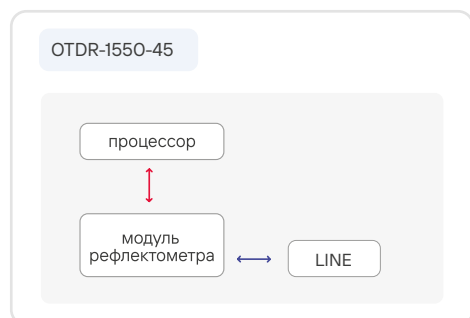 OTDR-1550-45
процессор
модуль
рефлектометра
LINE